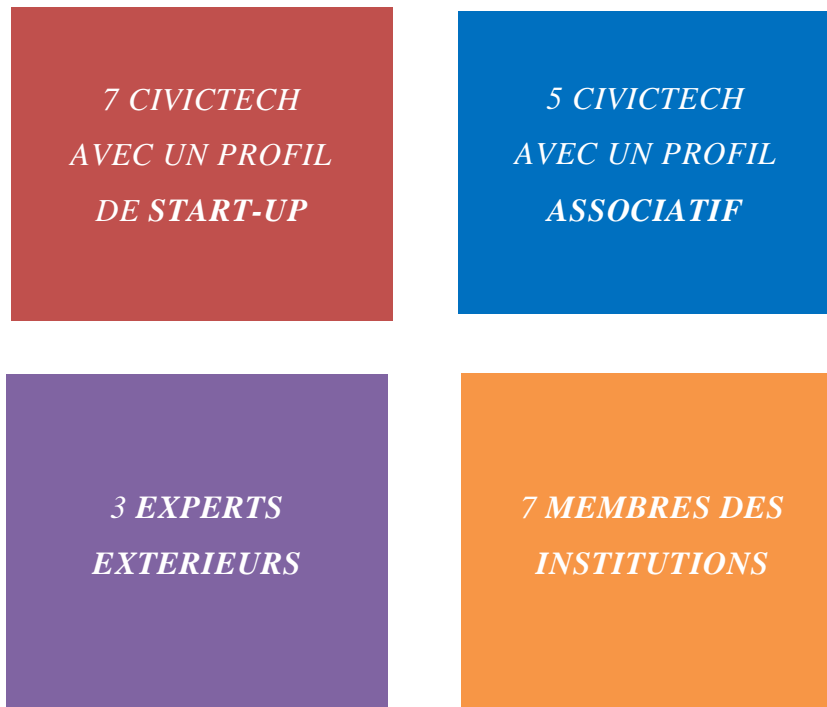 7 CIVICTECH
AVEC UN PROFIL
DE START-UP
5 CIVICTECH
AVEC UN PROFIL
ASSOCIATIF
3 EXPERTS
EXTERIEURS
7 MEMBRES DES
INSTITUTIONS